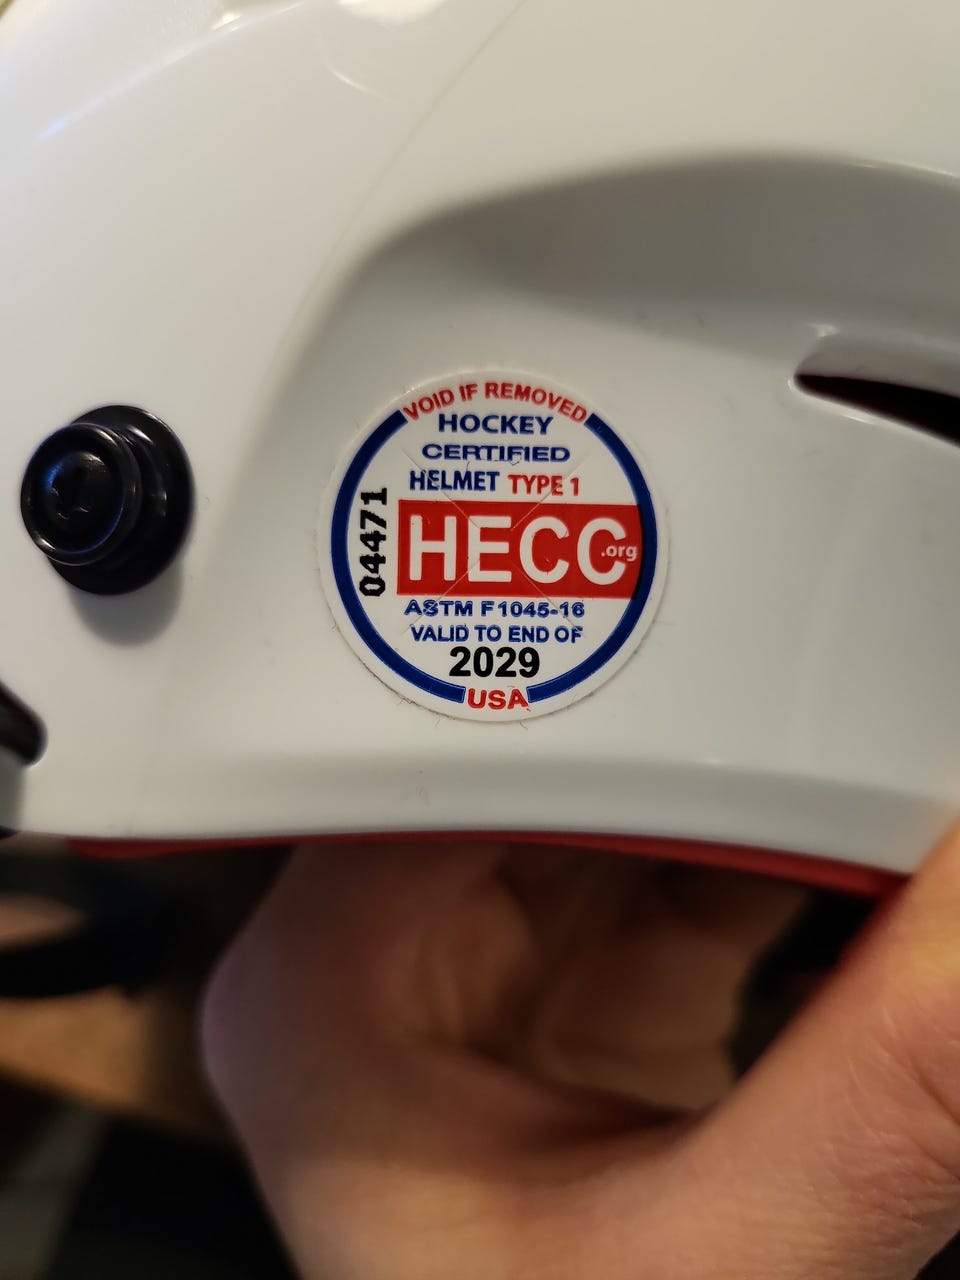 VOID IF REMOVED
HOCKEY
CERTIFIED
HELMET TYPE 1
04471
HECC.org
ASTM F1045-16
VALID TO END OF
2029
USA